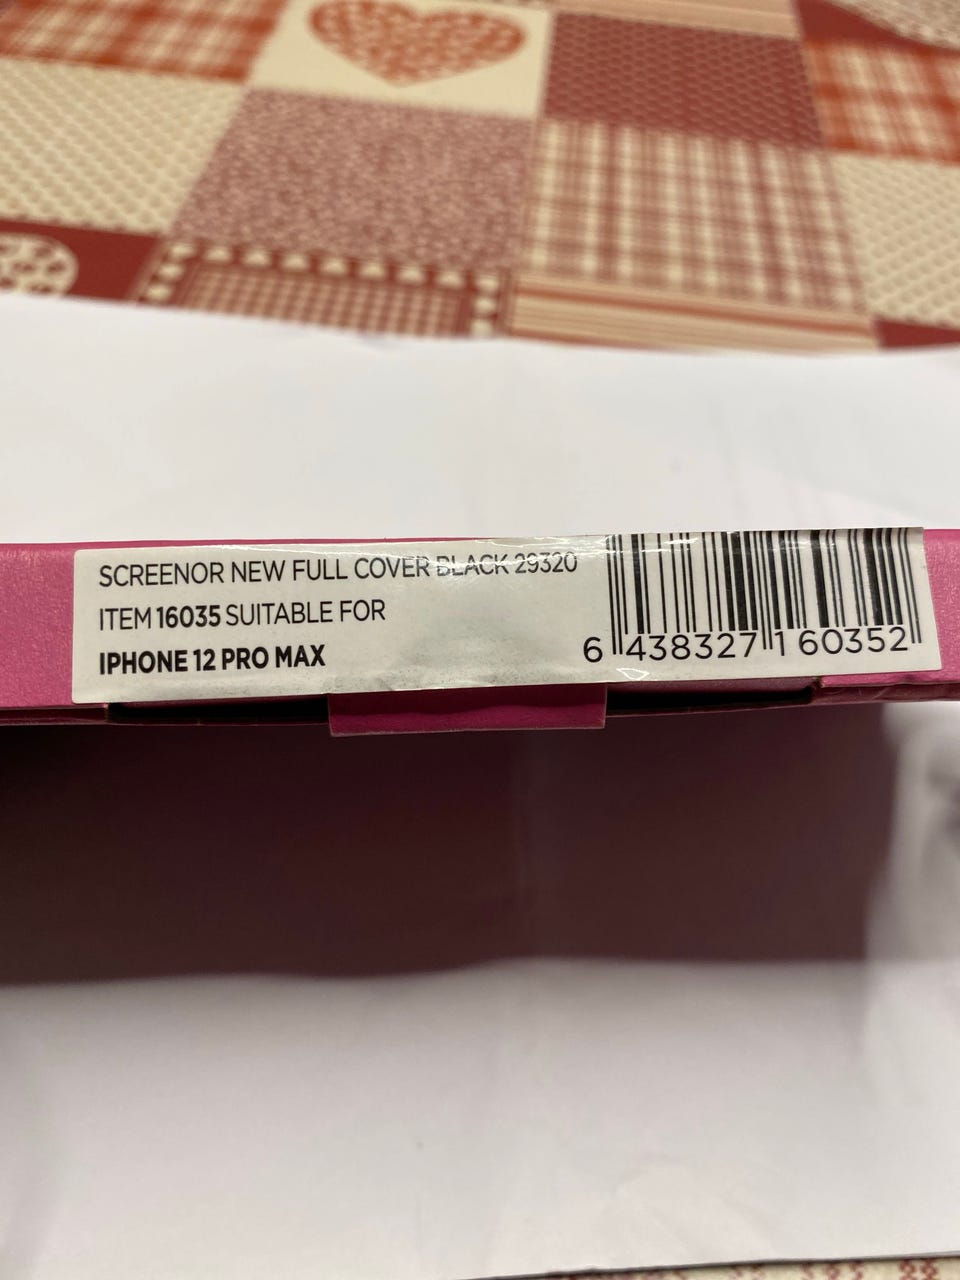 SCREENOR NEW FULL COVER BLACK 29320
ITEM 16035 SUITABLE FOR
IPHONE 12 PRO MAX
6 438327 160352